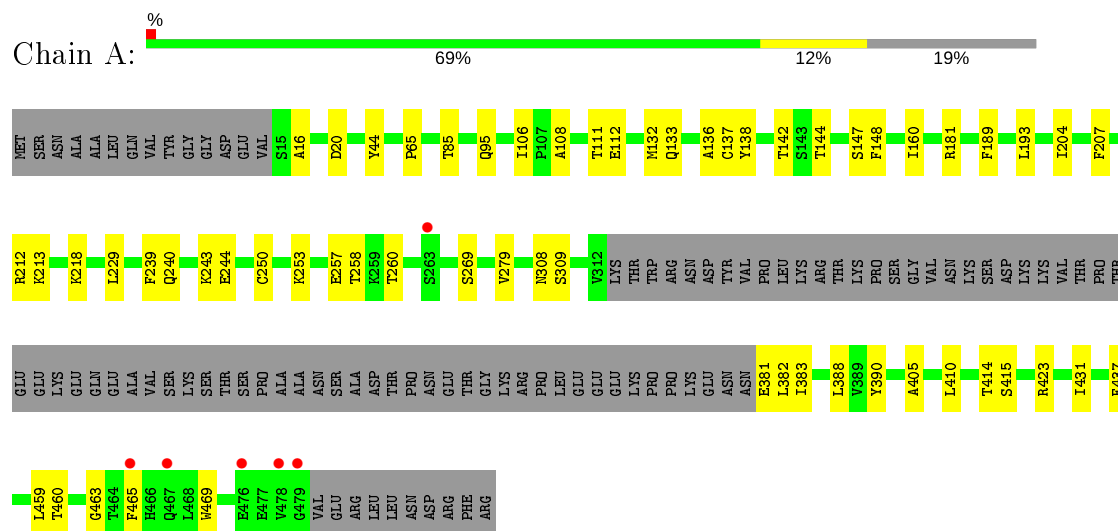 %
Chain A:
69% 12% 19%
MET SER ASN ALA ALA LEU GLN VAL TYR GLY GLY ASP GLU VAL S15 A16 D20 Y44 P65 T85 Q95 I106 P107 A108 T111 E112 M132 Q133 A136 C137 Y138 T142 S143 T144 S147 F148 I160 R181 F189 L193 I204 F207
R212 K213 K218 L229 F239 Q240 K243 E244 C250 K253 E257 T258 K259 T260 S263 S269 V279 N308 S309 V312 LYS THR TRP ARG ASN ASP TYR VAL PRO LEU LYS ARG THR LYS PRO SER GLY VAL ASN LYS SER ASP LYS LYS VAL THR PRO THR
GLU GLU LYS GLU GLN GLU ALA VAL SER LYS SER THR SER PRO ALA ALA ASN SER ALA ASP THR PRO ASN GLU THR GLY LYS ARG PRO LEU GLU GLU GLU LYS PRO PRO LYS GLU ASN ASN E381 L382 I383 L388 V389 Y390 A405 L410 T414 S415 R423 I431
L459 T460 G463 T464 F465 H466 Q467 L468 W469 E476 E477 V478 G479 VAL GLU ARG LEU LEU ASN ASP ARG PHE ARG